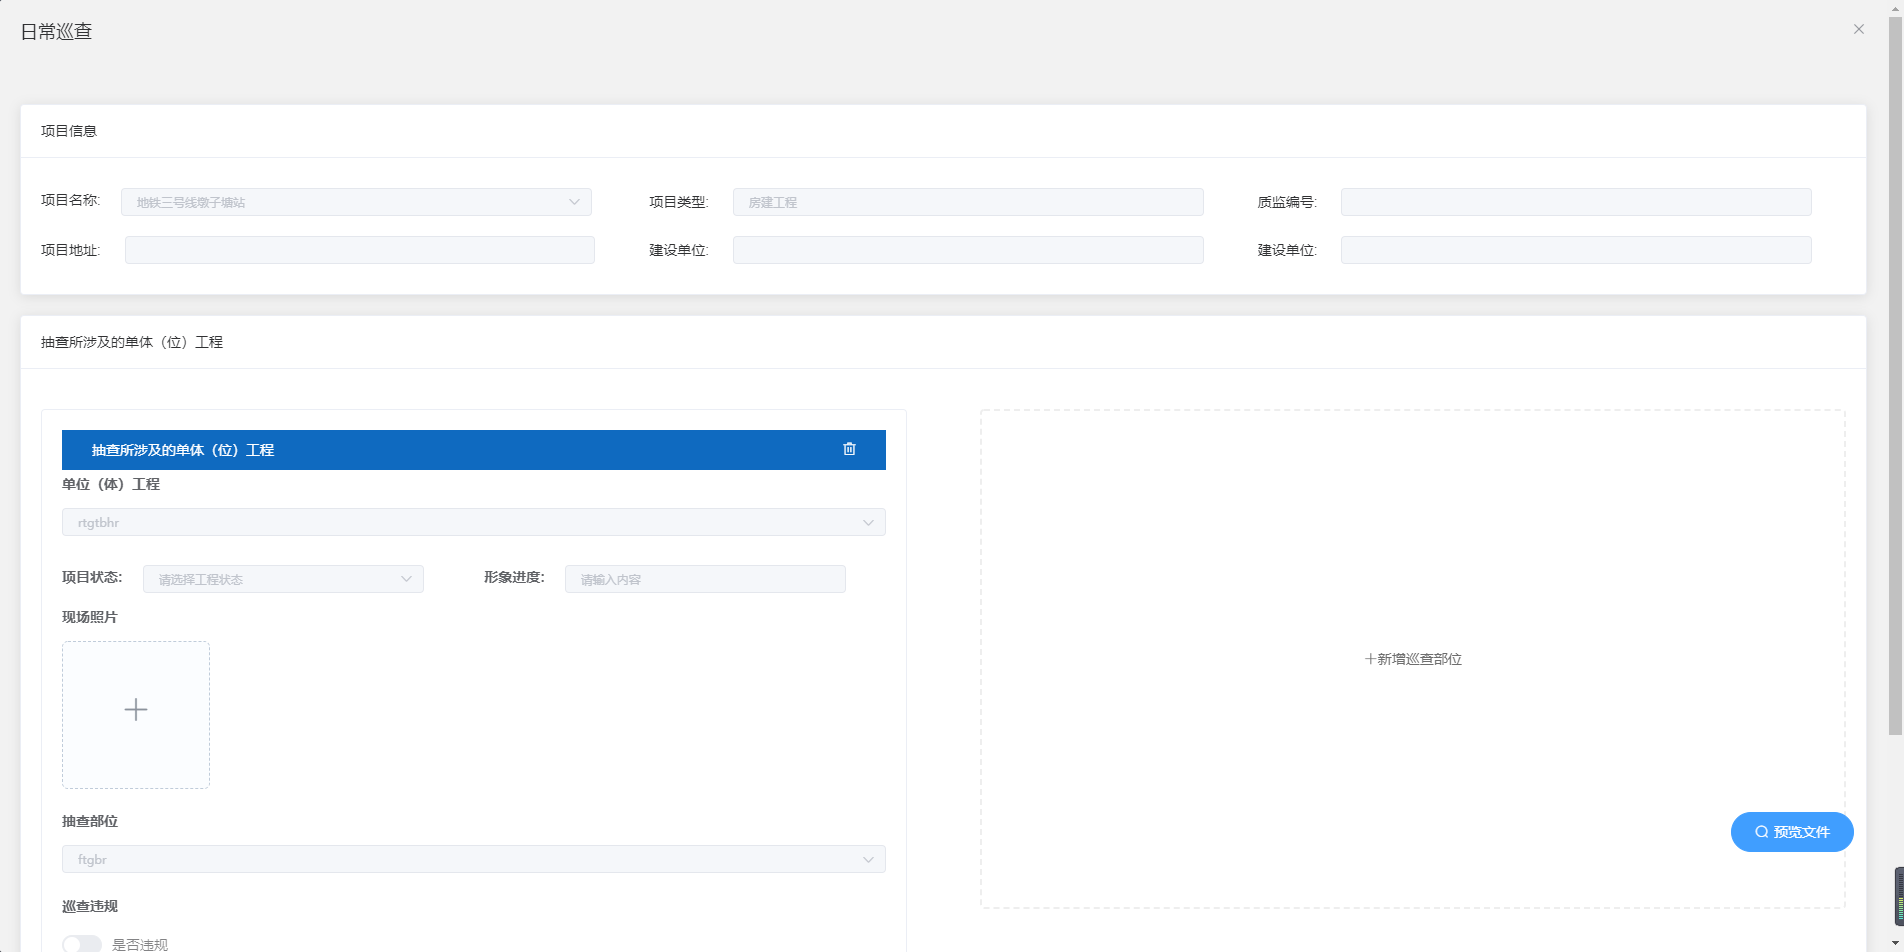 日常巡查
项目信息
项目名称: 地铁三号线墩子塘站 项目类型: 房建工程 质监编号:
项目地址: 建设单位: 建设单位:
抽查所涉及的单体（位）工程
抽查所涉及的单体（位）工程
单位（体）工程
rtgtbhr
项目状态: 请选择工程状态 形象进度: 请输入内容
现场照片
+新增巡查部位
抽查部位
预览文件
ftgbr
巡查违规
是否违规